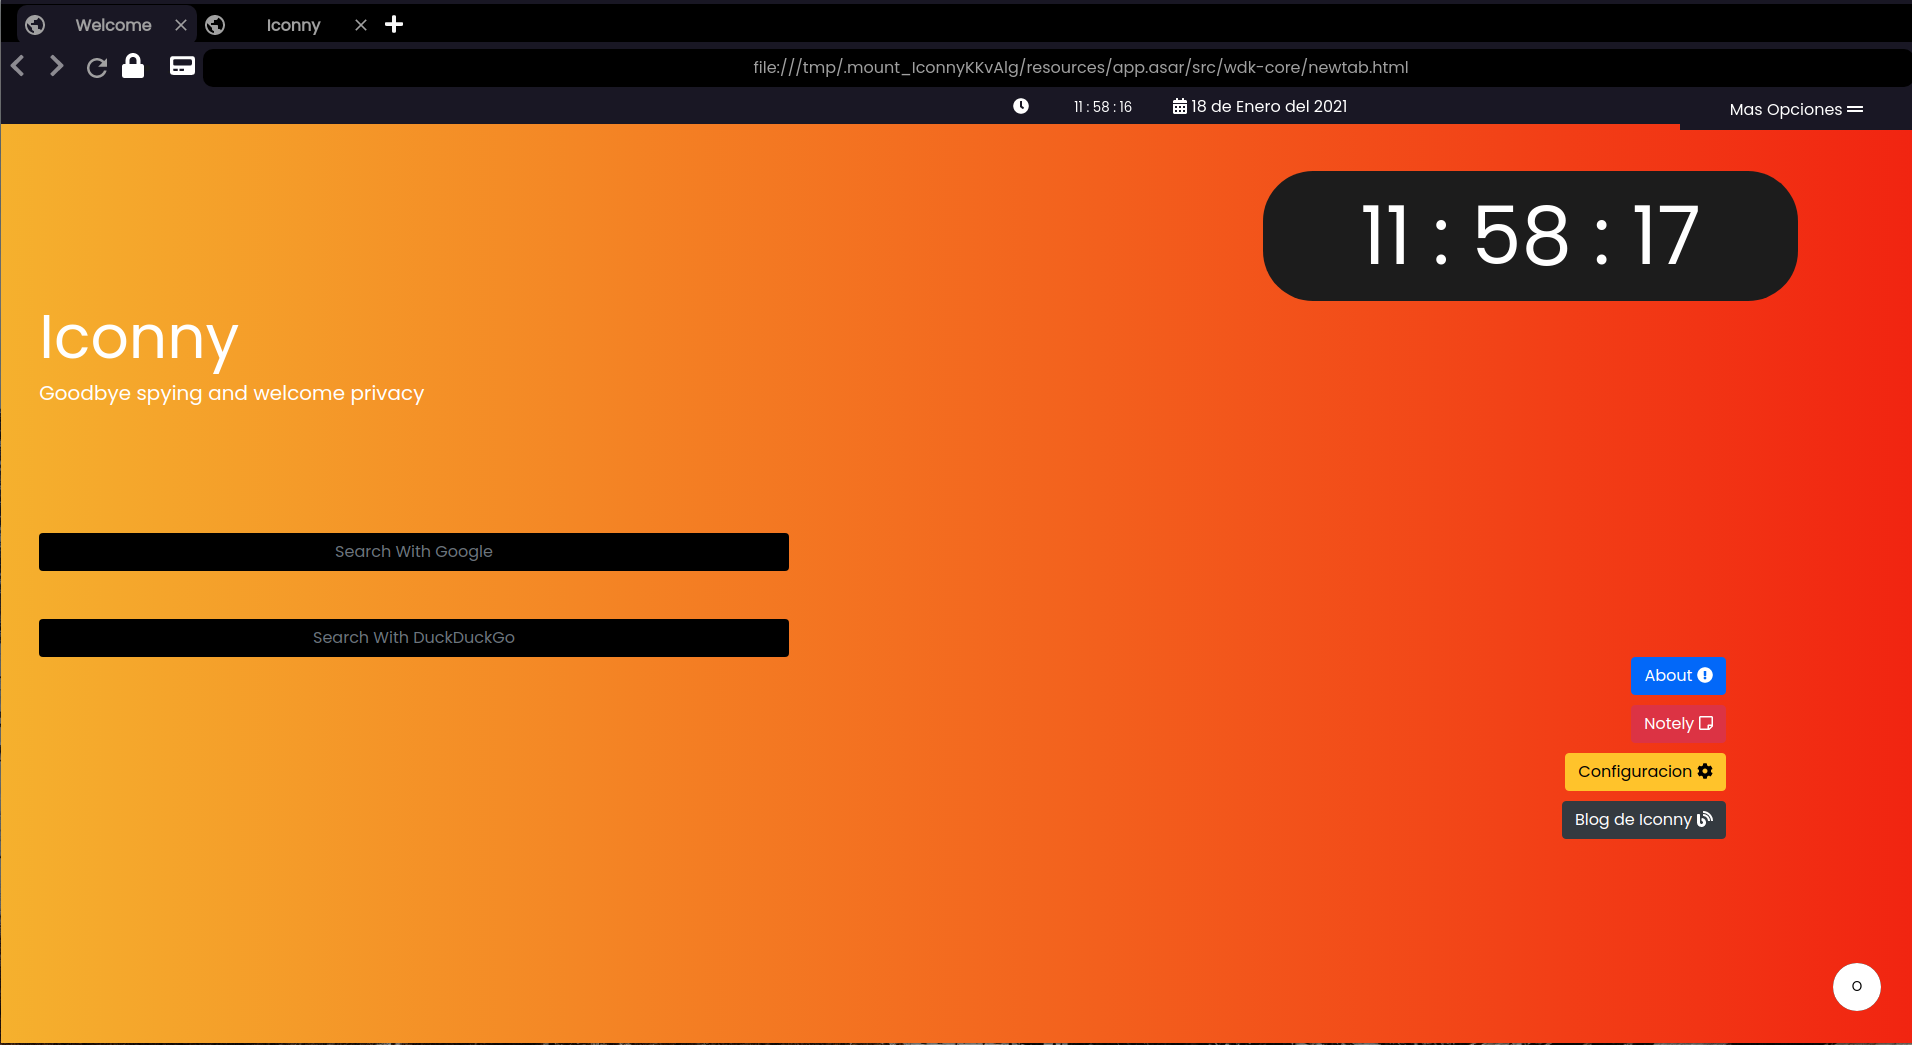 Welcome
Iconny
file:///tmp/.mount_IconnyKKvAlg/resources/app.asar/src/wdk-core/newtab.html
11 : 58 : 16
18 de Enero del 2021
Mas Opciones
11 : 58 : 17
Iconny
Goodbye spying and welcome privacy
Search With Google
Search With DuckDuckGo
About
Notely
Configuracion
Blog de Iconny
O